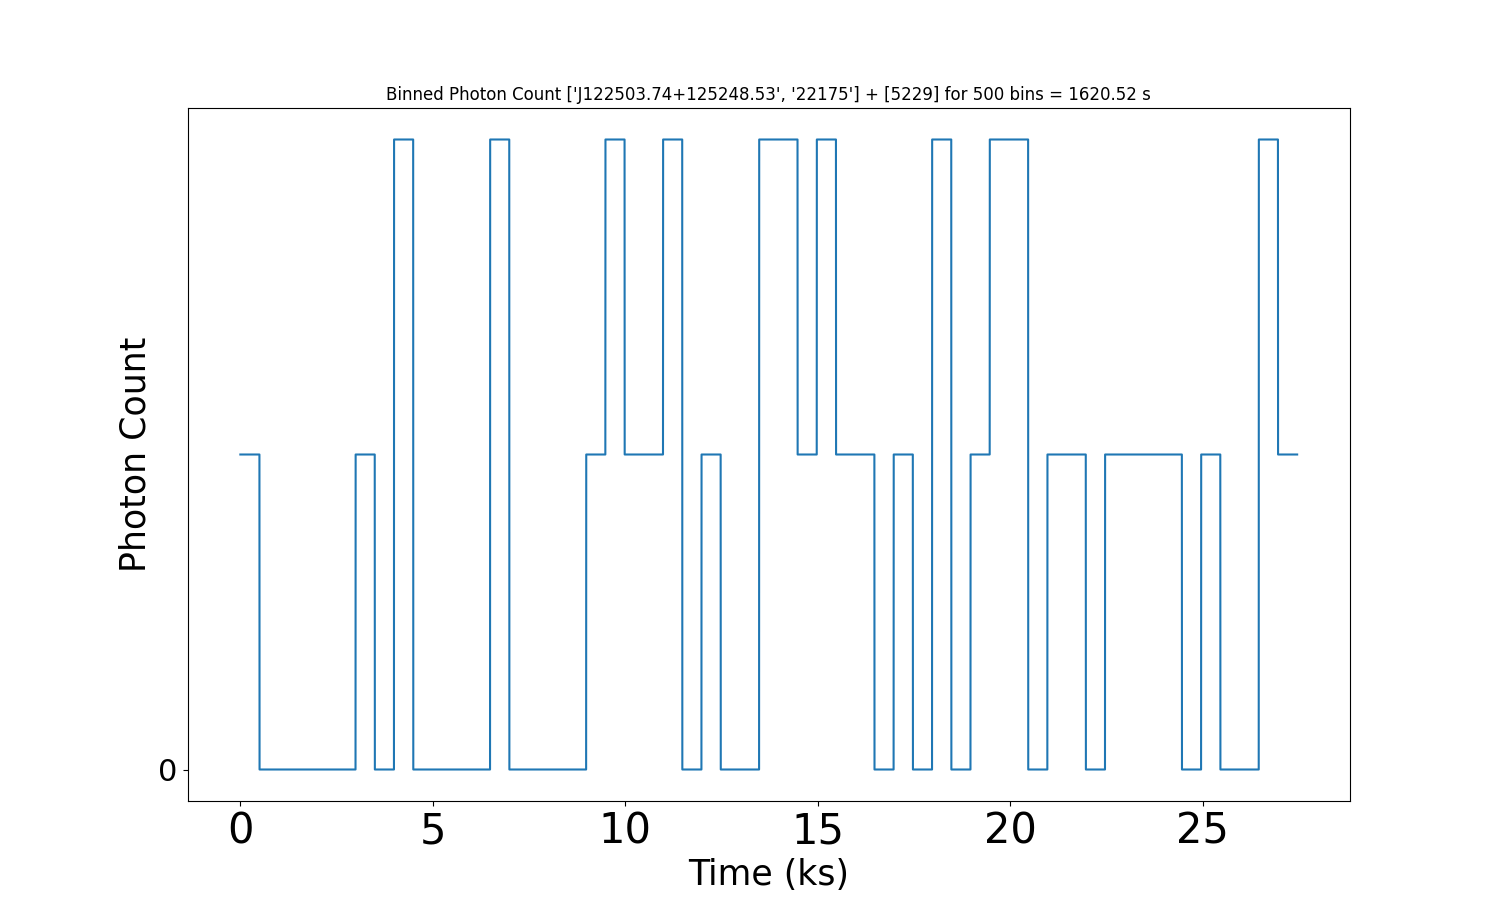 Binned Photon Count ['J122503.74+125248.53', '22175'] + [5229] for 500 bins = 1620.52 s
Photon Count
0
0 5 10 15 20 25
Time (ks)